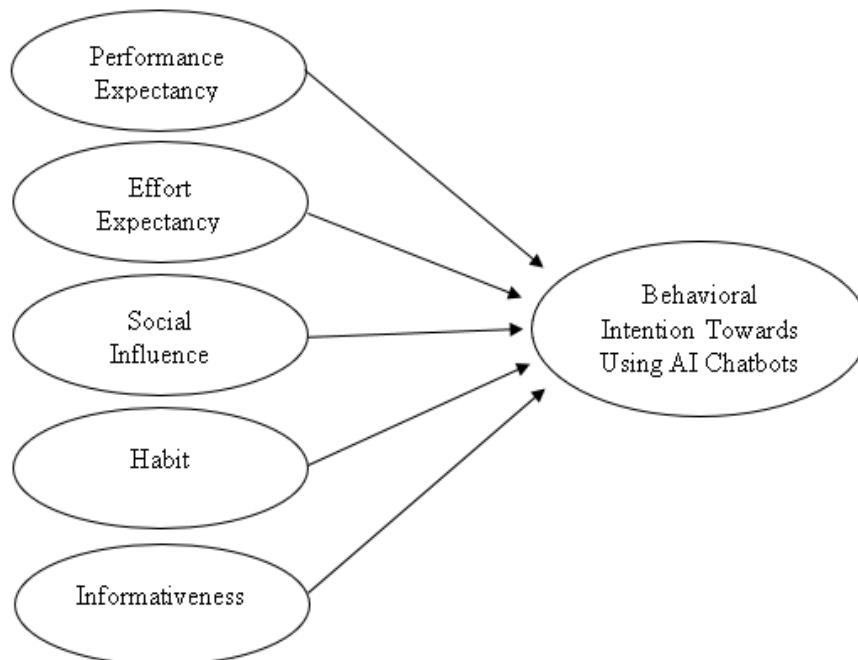 Performance
Expectancy
Effort
Expectancy
Social
Influence
Habit
Informativeness
Behavioral
Intention Towards
Using AI Chatbots